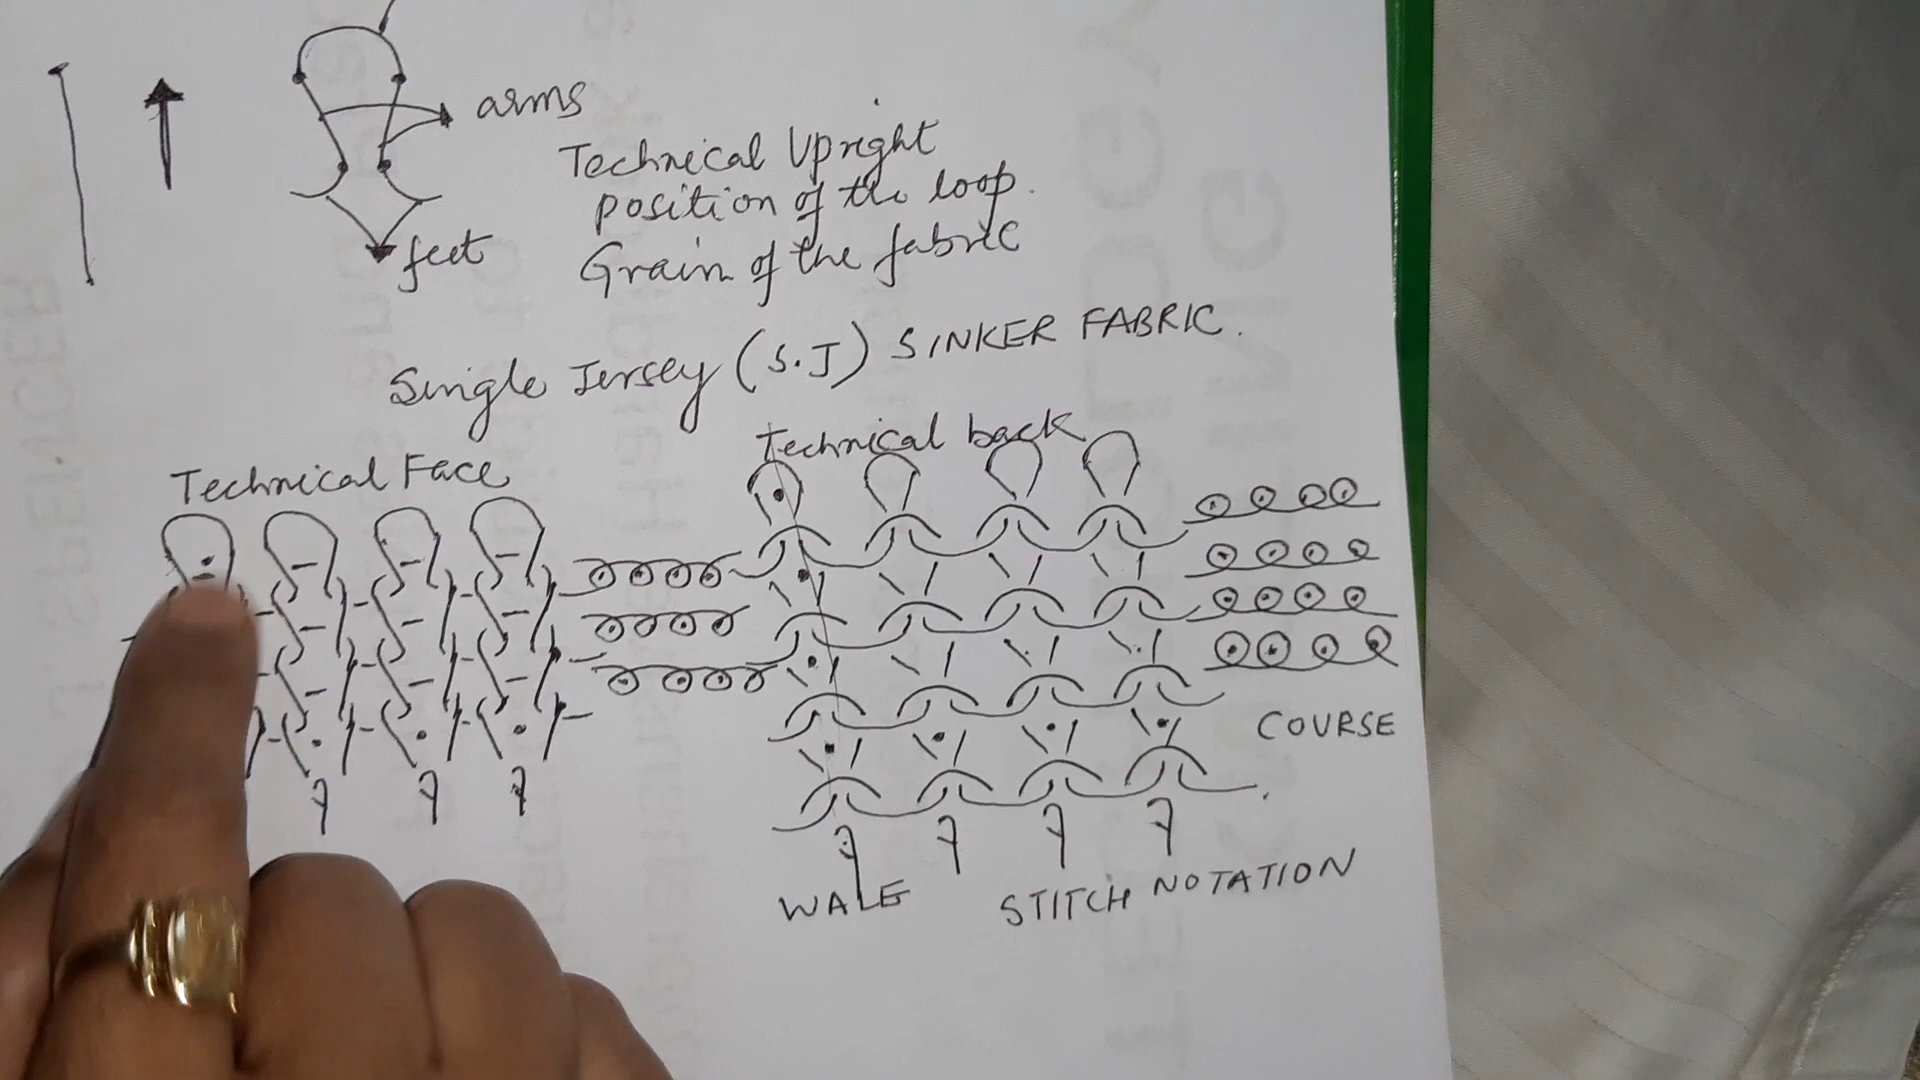 arms
Technical Upright
position of the loop.
feet
Grain of the fabric
Single Jersey (S.J) SINKER FABRIC.
Technical Face
Technical back
COURSE
WALE
STITCH NOTATION